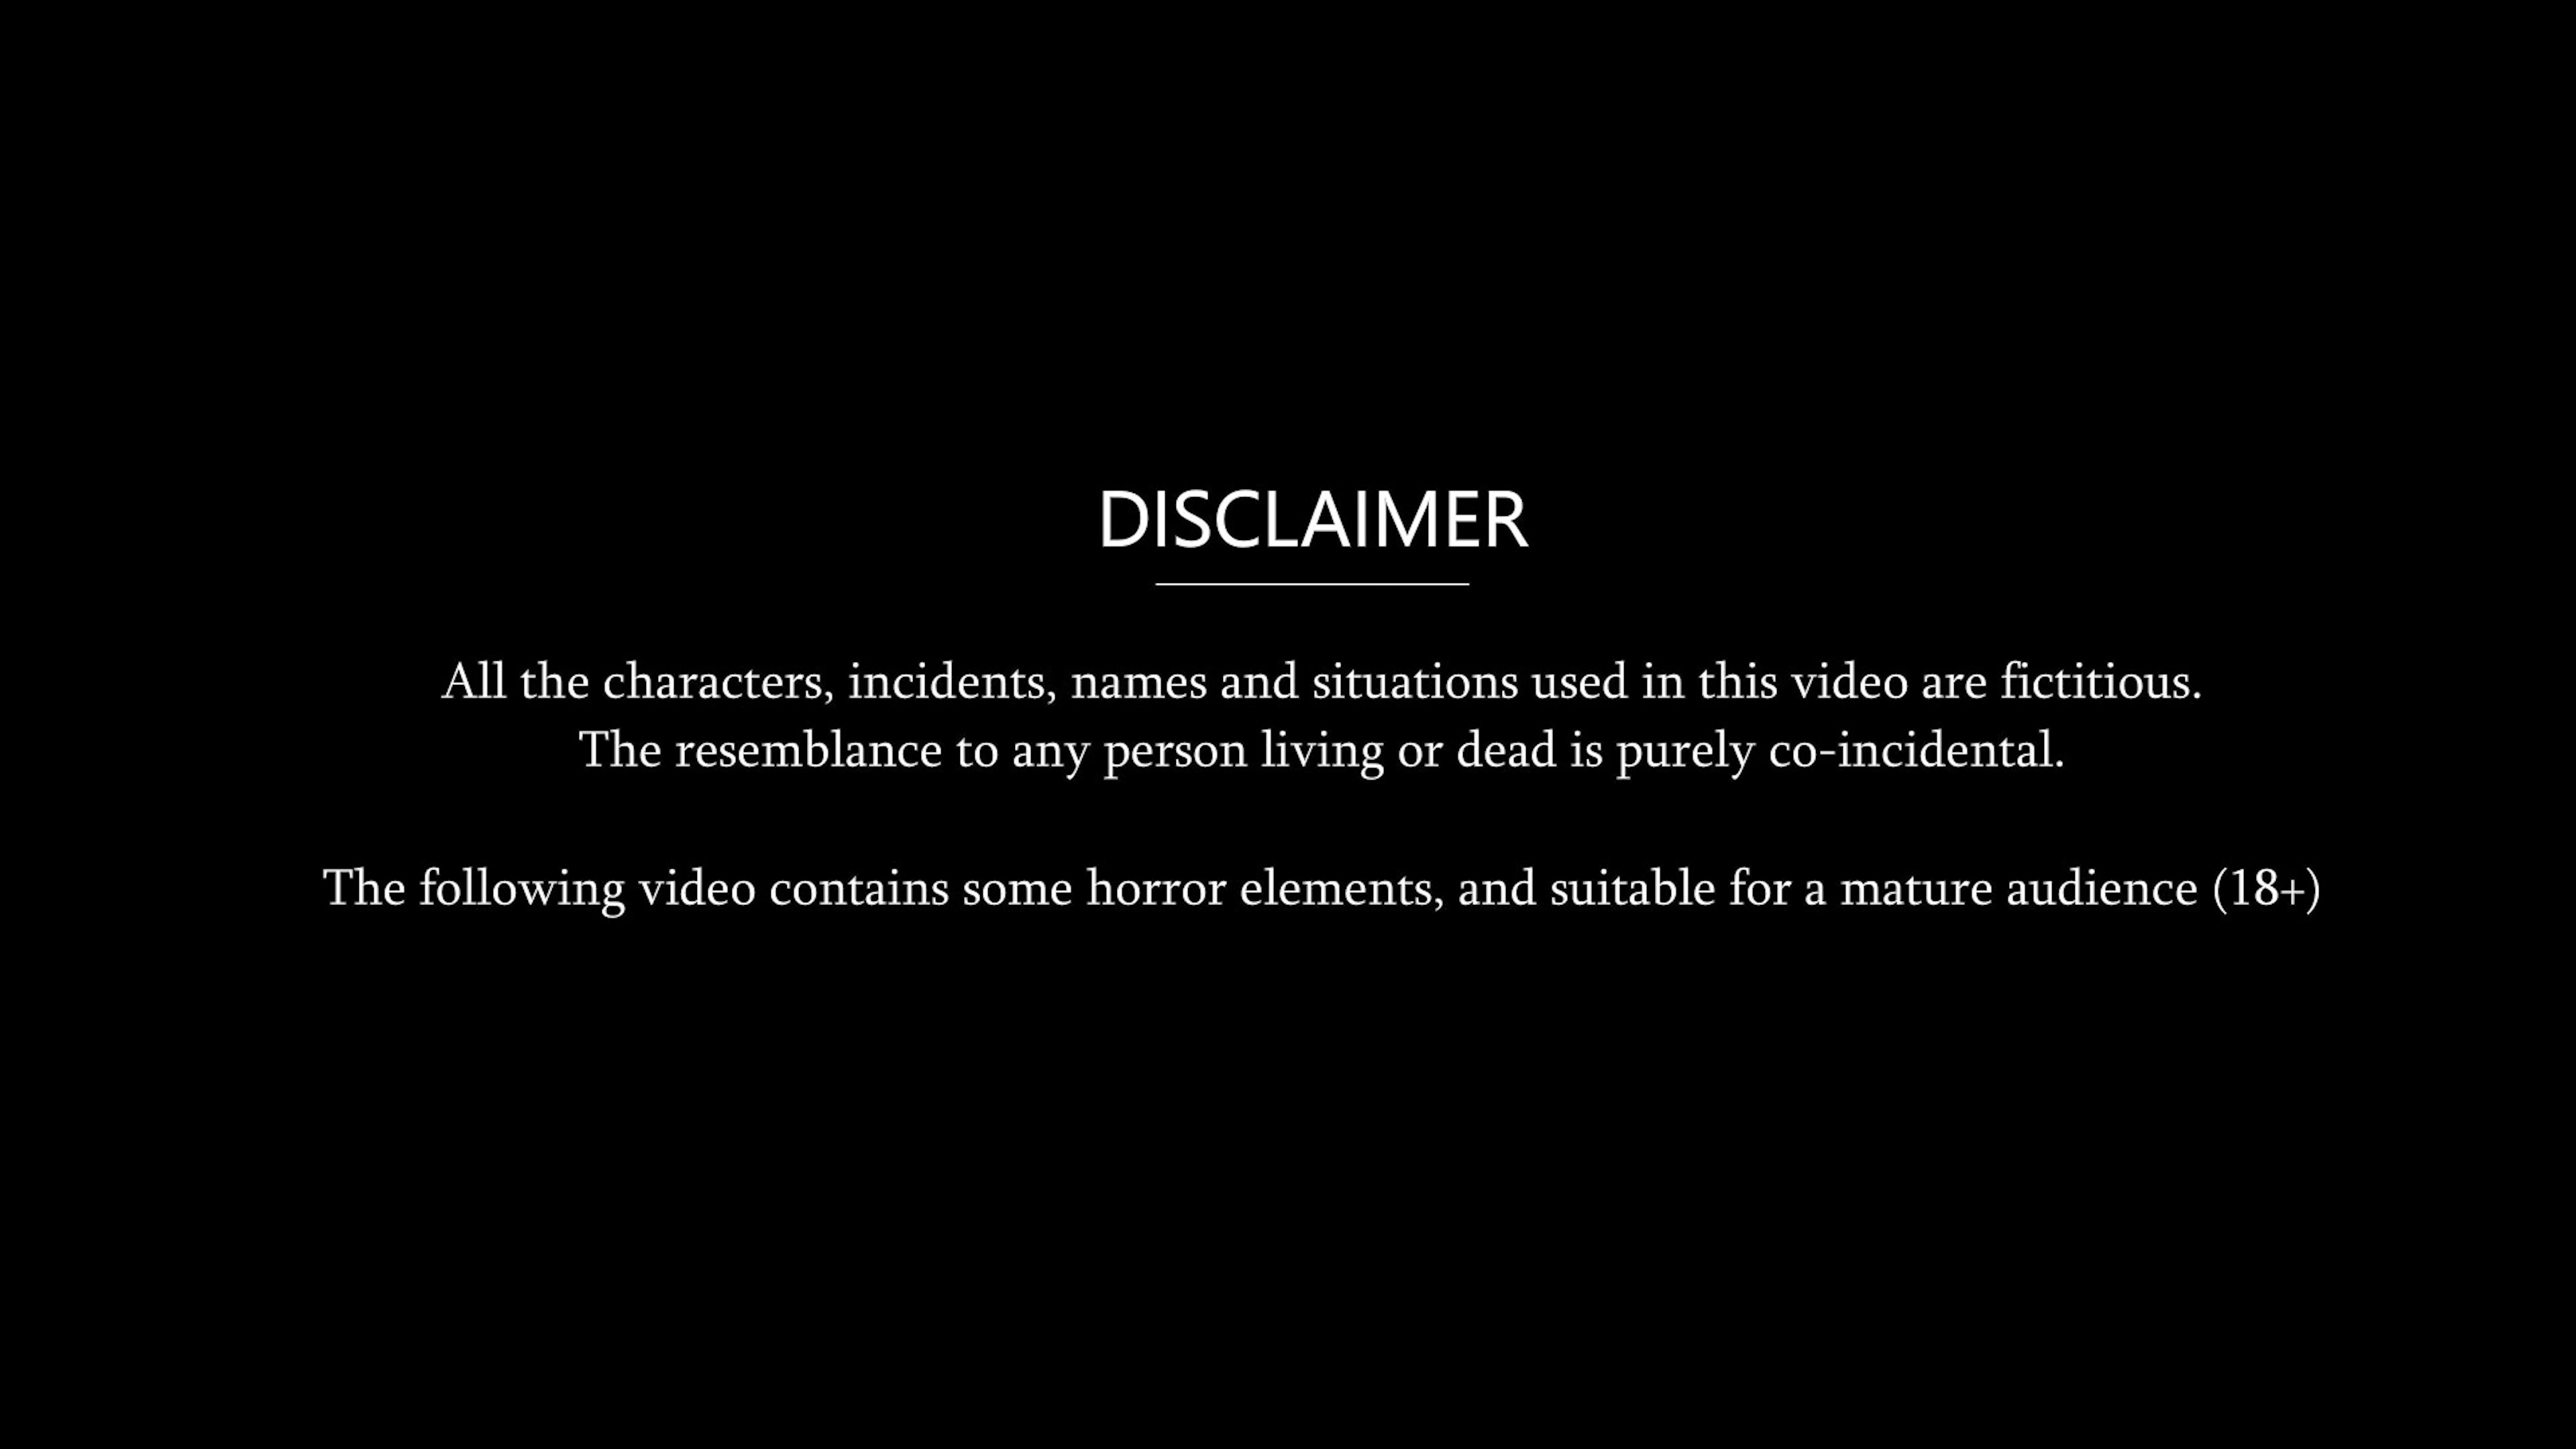 DISCLAIMER
All the characters, incidents, names and situations used in this video are fictitious.
The resemblance to any person living or dead is purely co-incidental.
The following video contains some horror elements, and suitable for a mature audience (18+)